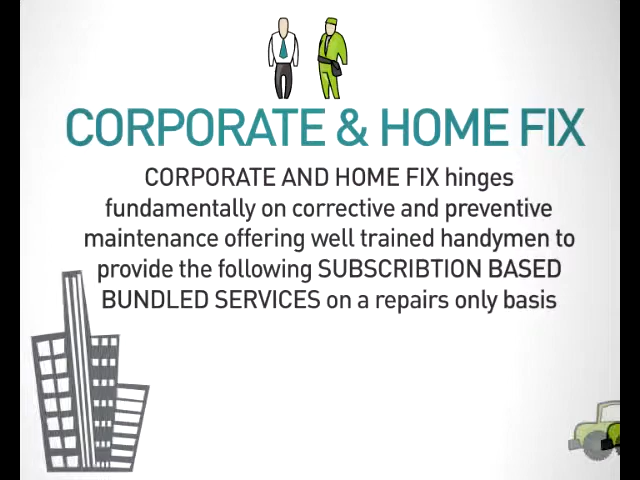 CORPORATE & HOME FIX
CORPORATE AND HOME FIX hinges
fundamentally on corrective and preventive
maintenance offering well trained handymen to
provide the following SUBSCRIBTION BASED
BUNDLED SERVICES on a repairs only basis